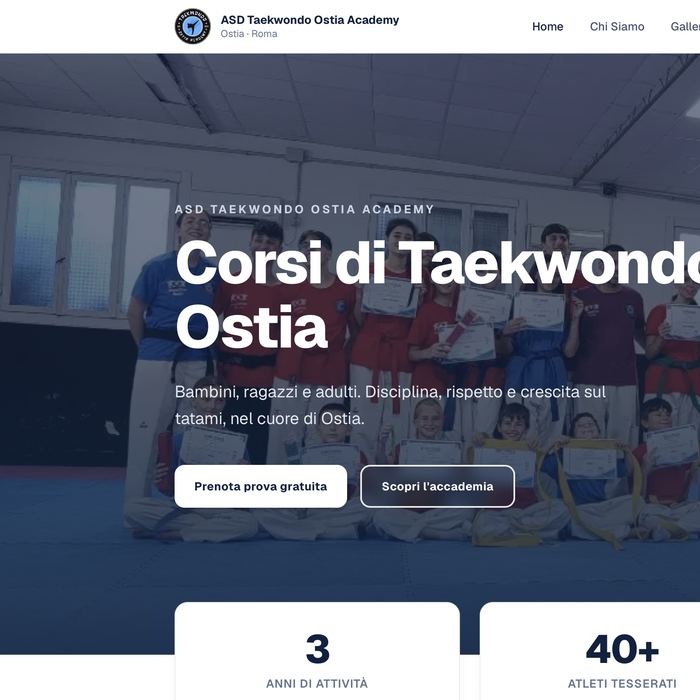 ASD Taekwondo Ostia Academy
Ostia · Roma
Home
Chi Siamo
ASD TAEKWONDO OSTIA ACADEMY
Corsi di Taekwondo
Ostia
Bambini, ragazzi e adulti. Disciplina, rispetto e crescita sul
tatami, nel cuore di Ostia.
Prenota prova gratuita
Scopri l'accademia
3
ANNI DI ATTIVITÀ
40+
ATLETI TESSERATI